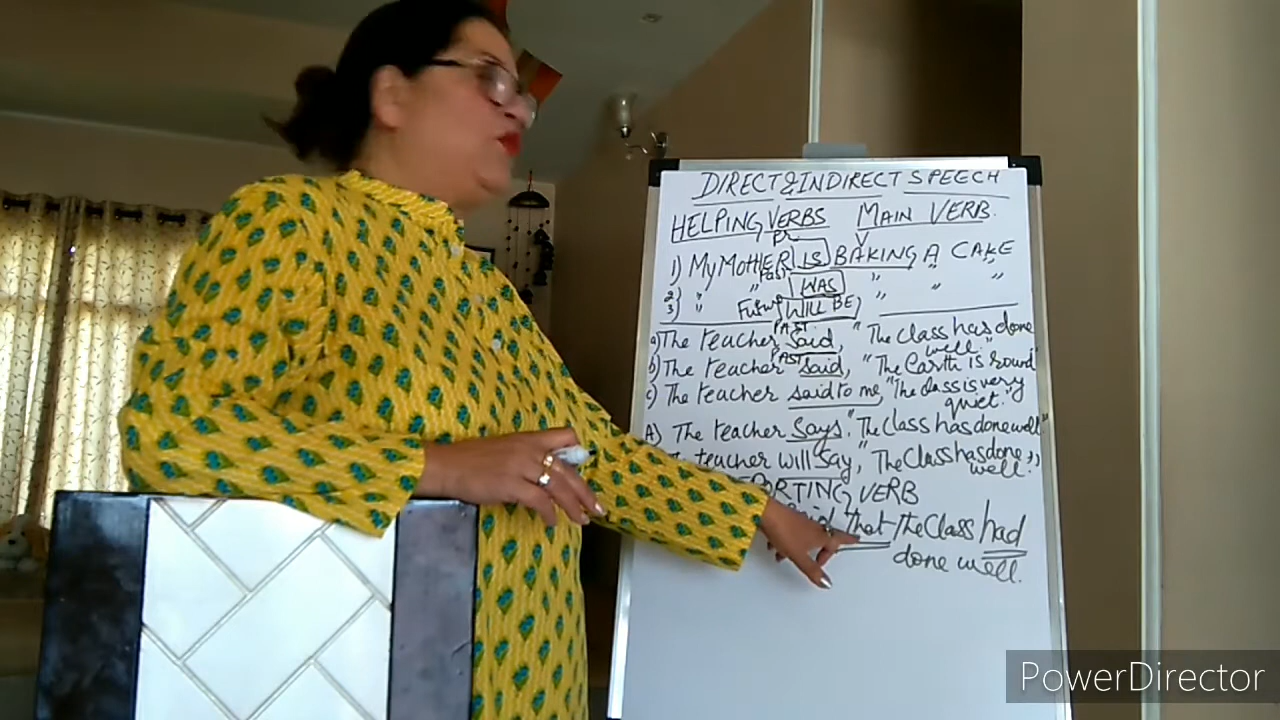 DIRECT & INDIRECT SPEECH
HELPING VERBS MAIN VERB.
Pr V
1) My MotHER IS BAKING A CAKE
2) " " Past WAS " " "
3) " Future WILL BE, "
PAST
a) The teacher said, "The class has done well."
PAST
b) The teacher said, "The Earth is round"
c) The teacher said to me, "The class is very quiet."
A) The teacher Says, "The Class has done well"
teacher will say, "The Class has done well."
PORTING VERB
said that the Class had
done well.
PowerDirector